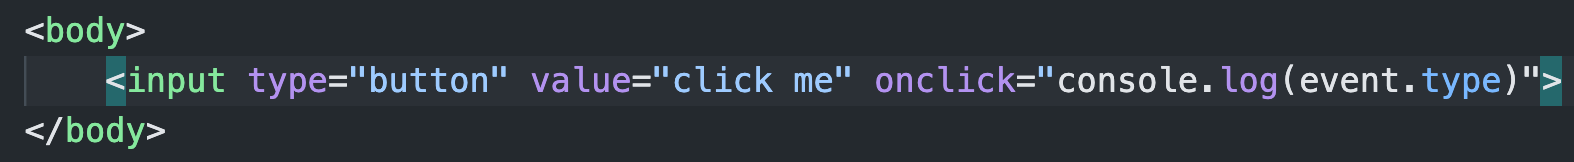 <body>
    <input type="button" value="click me" onclick="console.log(event.type)">
</body>